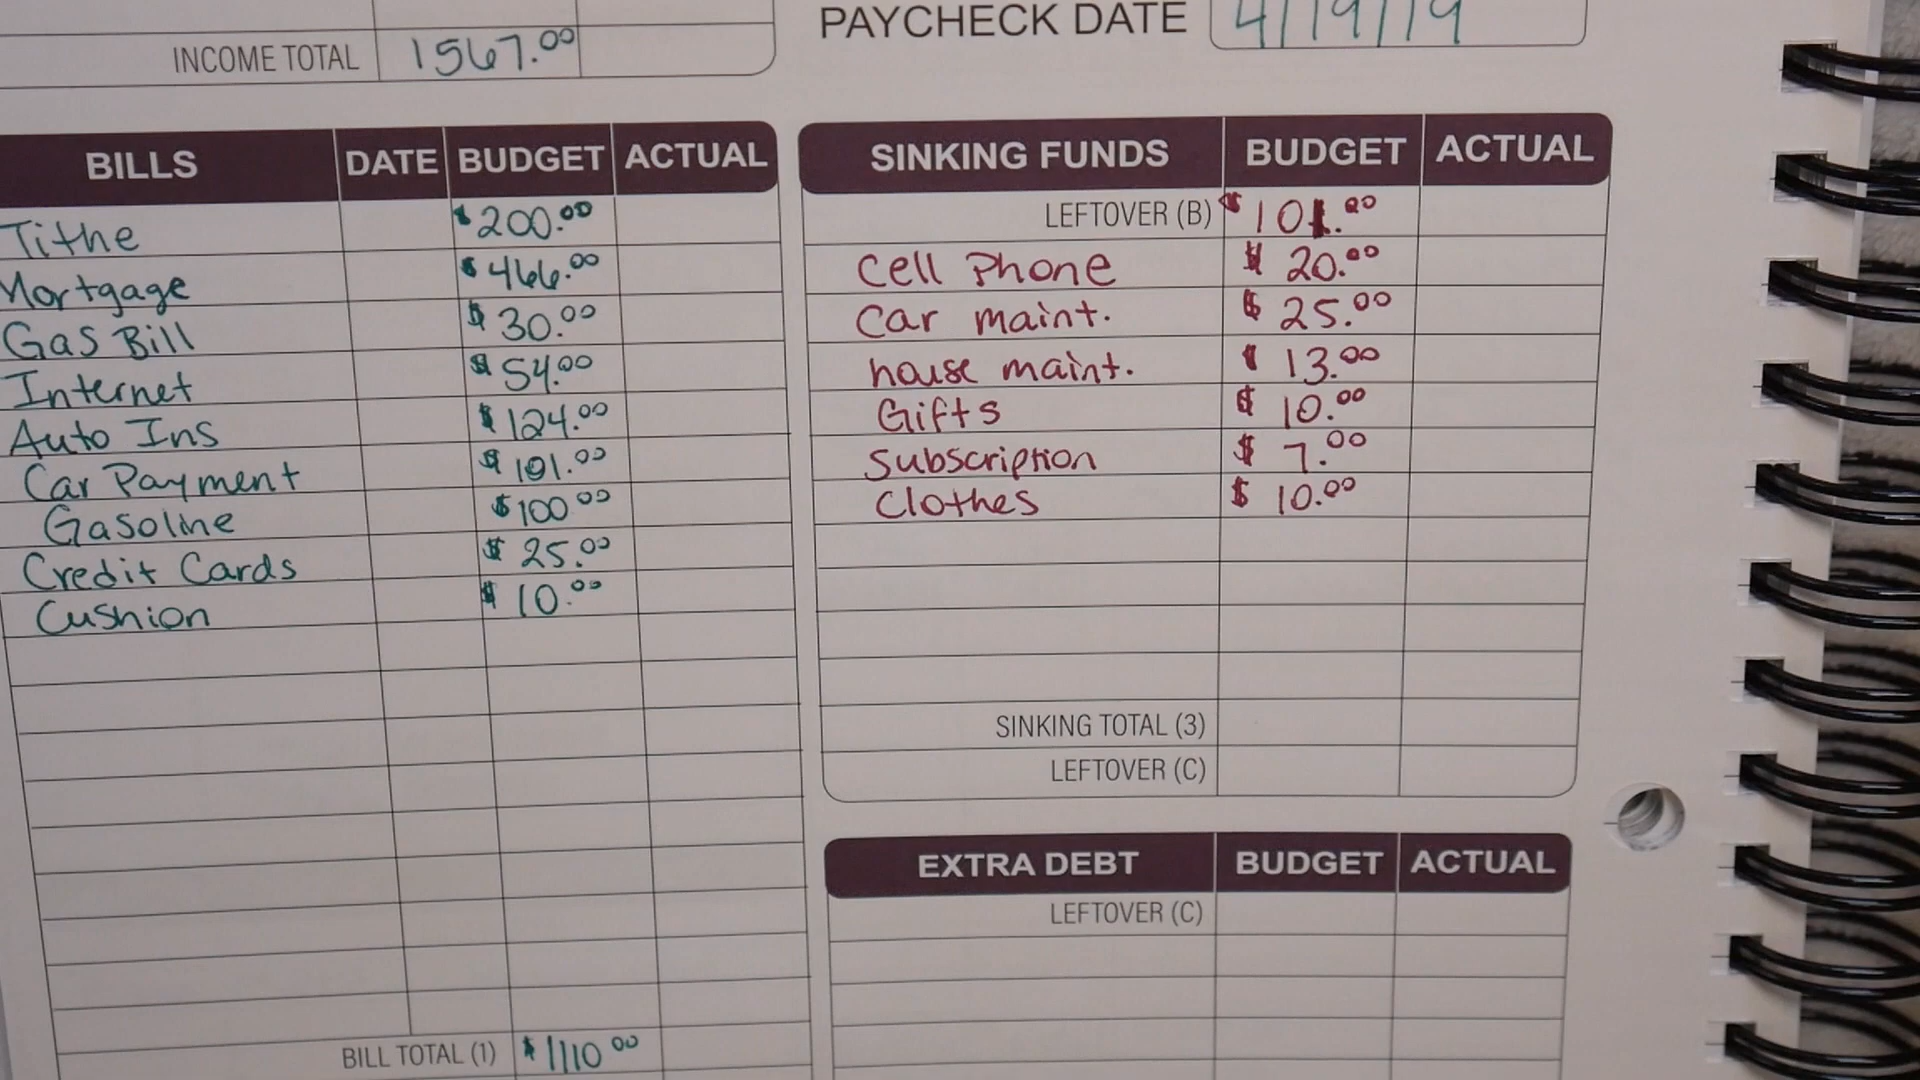 INCOME TOTAL 1567.00
PAYCHECK DATE 4/19/19
BILLS DATE BUDGET ACTUAL
Tithe $200.00
Mortgage $466.00
Gas Bill $30.00
Internet $54.00
Auto Ins $124.00
Car Payment $101.00
Gasoline $100.00
Credit Cards $25.00
Cushion $10.00
BILL TOTAL (1) $1110.00
SINKING FUNDS BUDGET ACTUAL
LEFTOVER (B) $101.00
Cell Phone $20.00
Car maint. $25.00
house maint. $13.00
Gifts $10.00
Subscription $7.00
Clothes $10.00
SINKING TOTAL (3)
LEFTOVER (C)
EXTRA DEBT BUDGET ACTUAL
LEFTOVER (C)